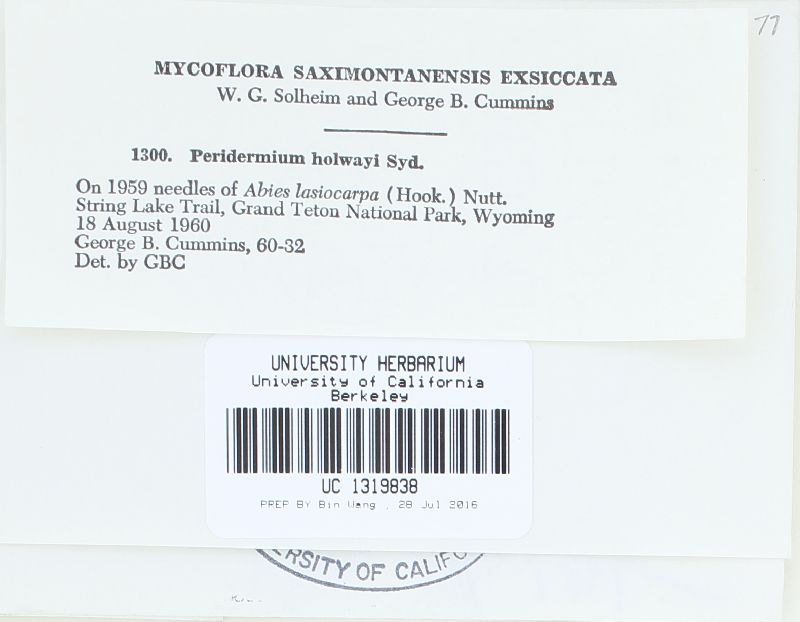 77
MYCOFLORA SAXIMONTANENSIS EXSICCATA
W. G. Solheim and George B. Cummins
1300. Peridermium holwayi Syd.
On 1959 needles of Abies lasiocarpa (Hook.) Nutt.
String Lake Trail, Grand Teton National Park, Wyoming
18 August 1960
George B. Cummins, 60-32
Det. by GBC
UNIVERSITY HERBARIUM
University of California
Berkeley
UC 1319838
PREP BY Bin Wang , 28 Jul 2016
ERSITY OF CALIFO